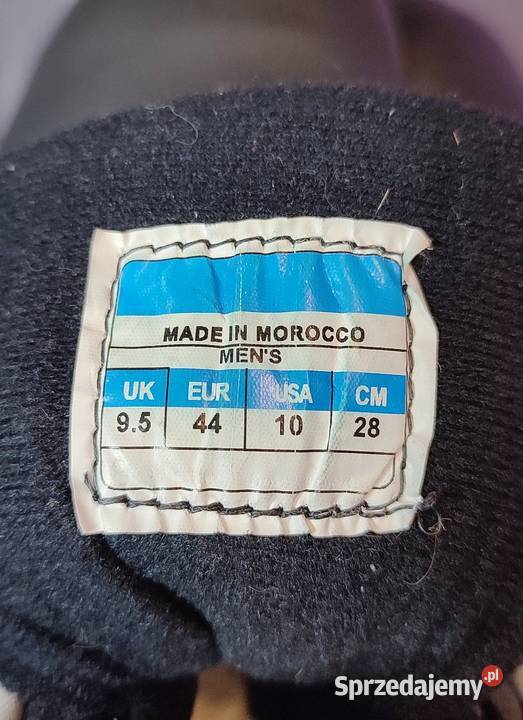 MADE IN MOROCCO
MEN'S
UK EUR USA CM
9.5 44 10 28
Sprzedajemy.pl